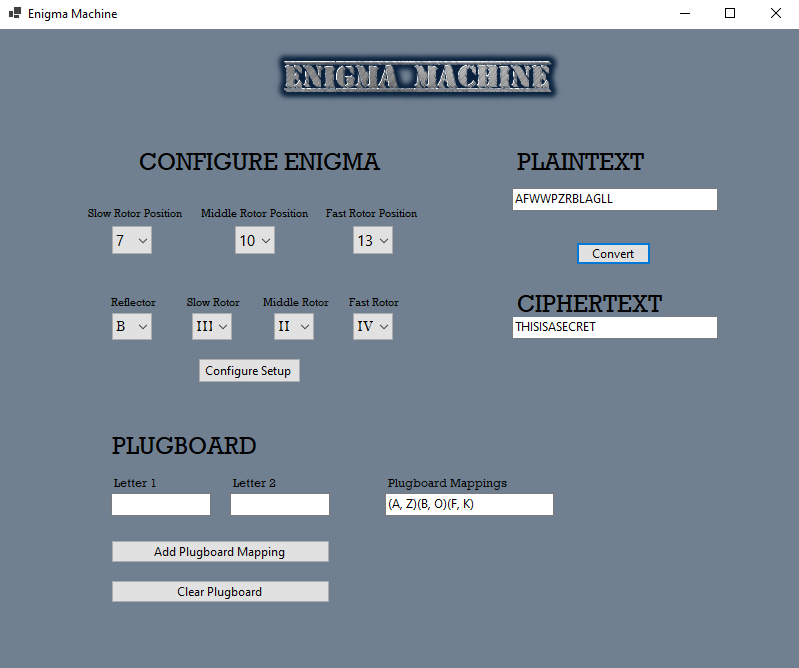 Enigma Machine
ENIGMA MACHINE
CONFIGURE ENIGMA
Slow Rotor Position Middle Rotor Position Fast Rotor Position
7 10 13
Reflector Slow Rotor Middle Rotor Fast Rotor
B III II IV
Configure Setup
PLAINTEXT
AFWWPZRBLAGLL
Convert
CIPHERTEXT
THISISASECRET
PLUGBOARD
Letter 1 Letter 2 Plugboard Mappings
(A, Z)(B, O)(F, K)
Add Plugboard Mapping
Clear Plugboard